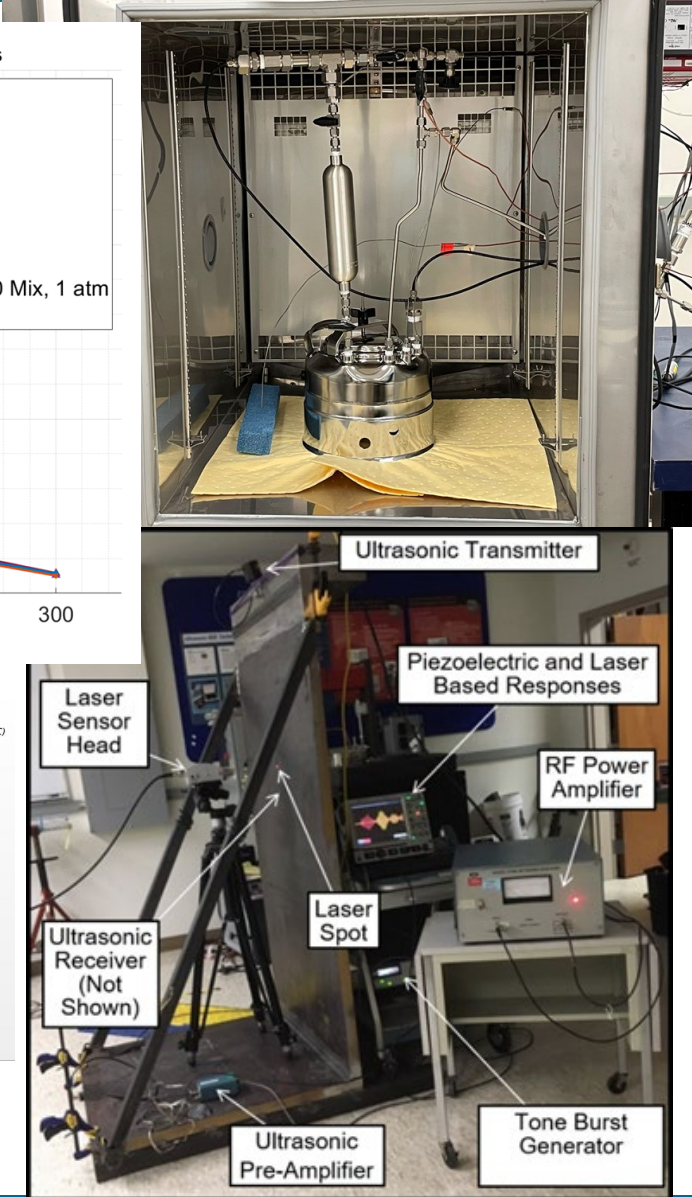 s
0 Mix, 1 atm
300
Ultrasonic Transmitter
Piezoelectric and Laser
Based Responses
Laser
Sensor
Head
RF Power
Amplifier
Laser
Spot
Ultrasonic
Receiver
(Not
Shown)
Tone Burst
Generator
Ultrasonic
Pre-Amplifier